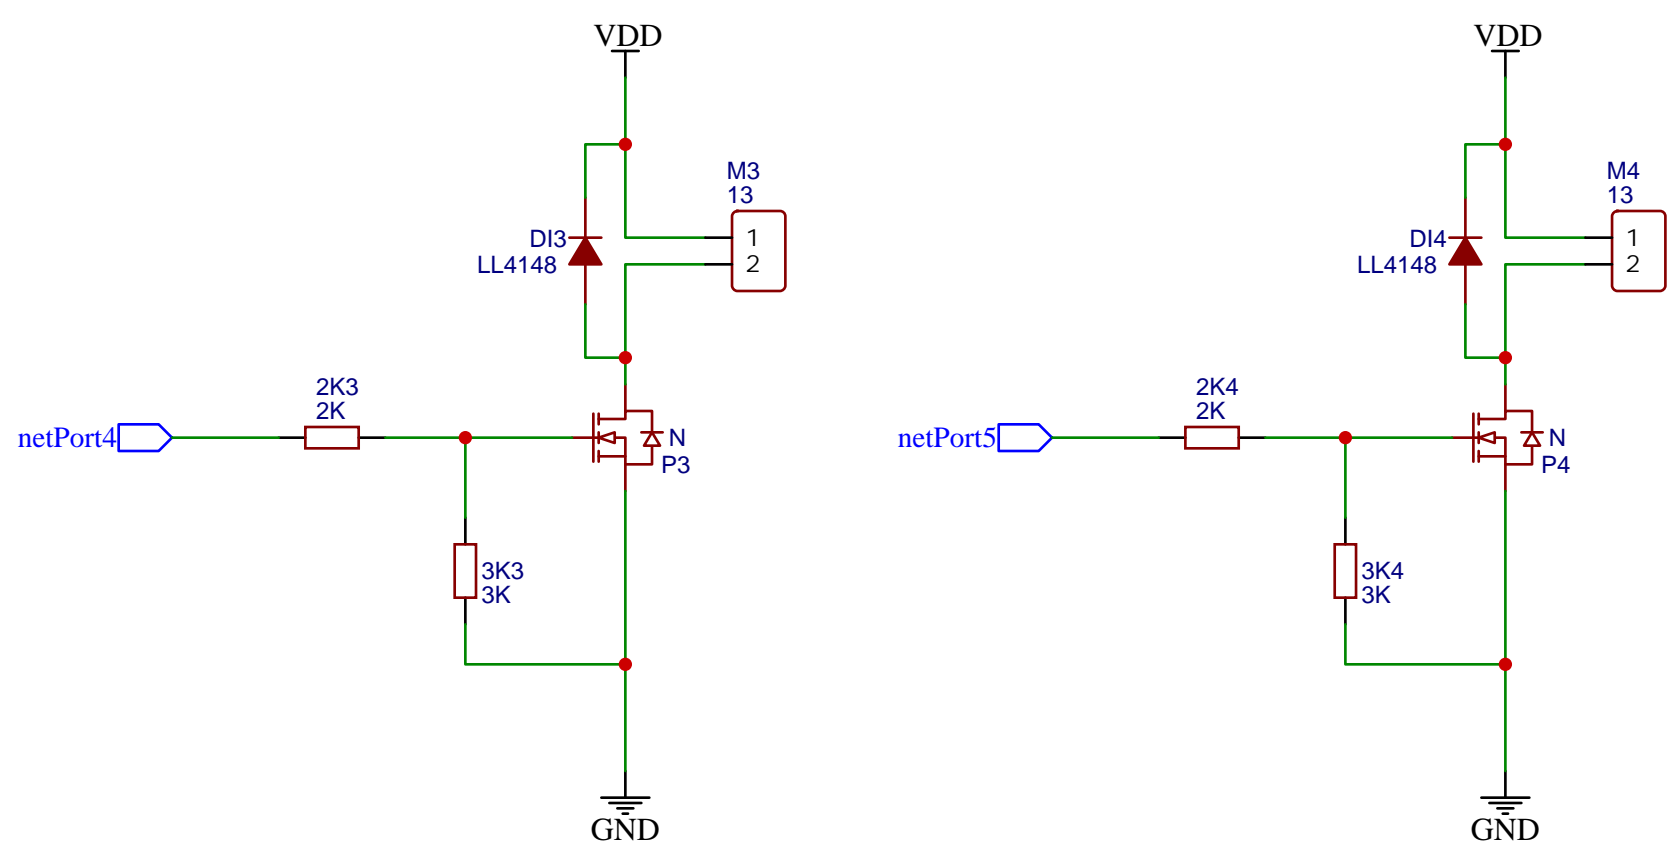 VDD
M3
13
DI3
LL4148
1
2
2K3
2K
netPort4
N
P3
3K3
3K
GND
VDD
M4
13
DI4
LL4148
1
2
2K4
2K
netPort5
N
P4
3K4
3K
GND